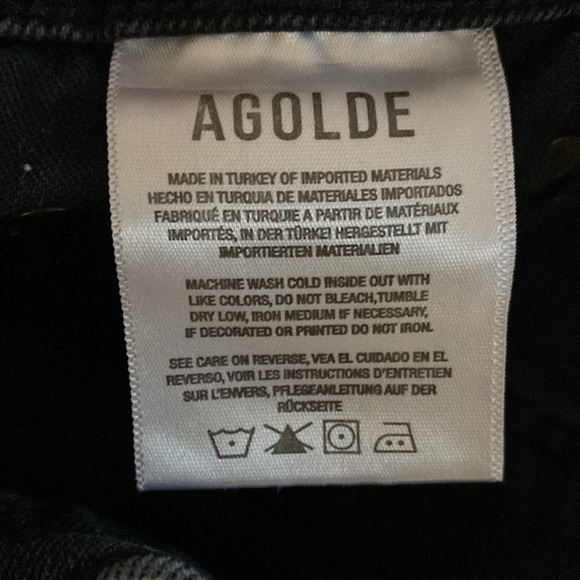 AGOLDE
MADE IN TURKEY OF IMPORTED MATERIALS
HECHO EN TURQUIA DE MATERIALES IMPORTADOS
FABRIQUÉ EN TURQUIE A PARTIR DE MATÉRIAUX
IMPORTÉS, IN DER TÜRKEI HERGESTELLT MIT
IMPORTIERTEN MATERIALIEN
MACHINE WASH COLD INSIDE OUT WITH
LIKE COLORS, DO NOT BLEACH,TUMBLE
DRY LOW, IRON MEDIUM IF NECESSARY,
IF DECORATED OR PRINTED DO NOT IRON.
SEE CARE ON REVERSE, VEA EL CUIDADO EN EL
REVERSO, VOIR LES INSTRUCTIONS D'ENTRETIEN
SUR L'ENVERS, PFLEGEANLEITUNG AUF DER
RÜCKSEITE